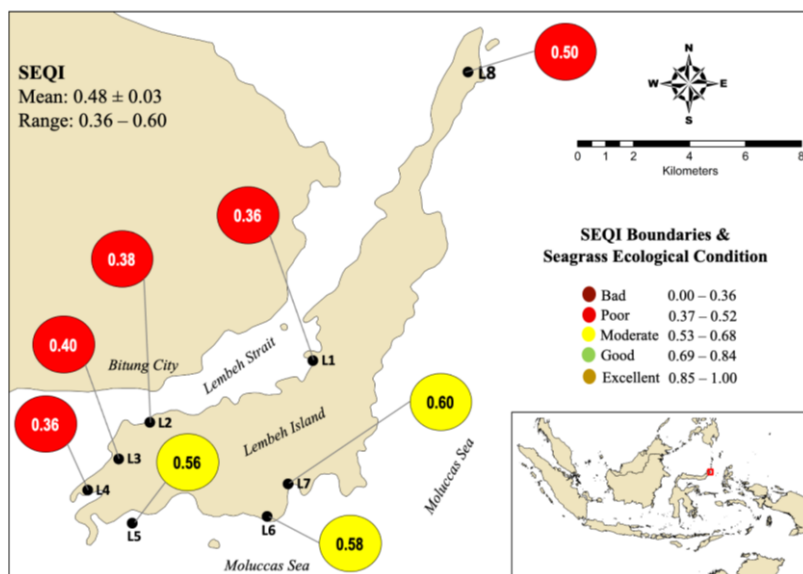 SEQI
Mean: 0.48 ± 0.03
Range: 0.36 – 0.60
0.50
L8
N
W E
S
0 2 4 6 8
Kilometers
0.36
0.38
0.40
0.36
Bitung City
Lembeh Strait
L1
L2
L3
L4
L5
0.56
Lembeh Island
L7
0.60
L6
0.58
Moluccas Sea
Moluccas Sea
SEQI Boundaries &
Seagrass Ecological Condition
Bad 0.00 – 0.36
Poor 0.37 – 0.52
Moderate 0.53 – 0.68
Good 0.69 – 0.84
Excellent 0.85 – 1.00